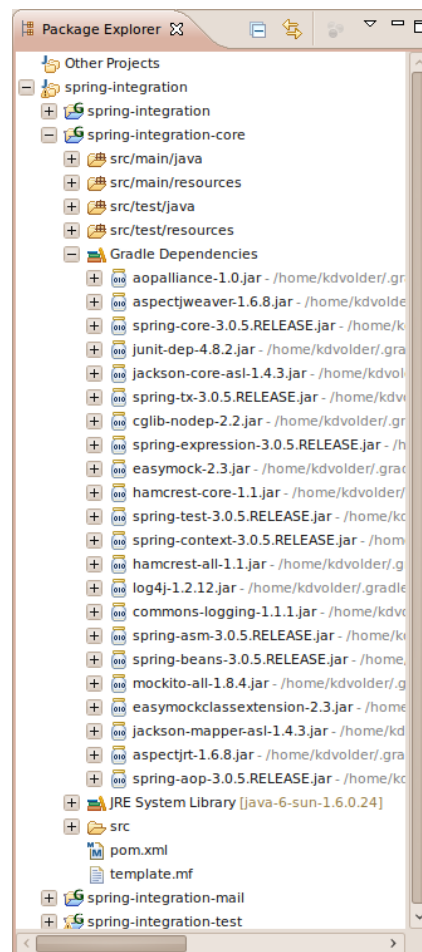 Package Explorer
Other Projects
spring-integration
spring-integration
spring-integration-core
src/main/java
src/main/resources
src/test/java
src/test/resources
Gradle Dependencies
aopalliance-1.0.jar - /home/kdvolder/.gr
aspectjweaver-1.6.8.jar - /home/kdvolde
spring-core-3.0.5.RELEASE.jar - /home/k
junit-dep-4.8.2.jar - /home/kdvolder/.gra
jackson-core-asl-1.4.3.jar - /home/kdvol
spring-tx-3.0.5.RELEASE.jar - /home/kdvo
cglib-nodep-2.2.jar - /home/kdvolder/.gr
spring-expression-3.0.5.RELEASE.jar - /h
easymock-2.3.jar - /home/kdvolder/.grad
hamcrest-core-1.1.jar - /home/kdvolder/
spring-test-3.0.5.RELEASE.jar - /home/kd
spring-context-3.0.5.RELEASE.jar - /hom
hamcrest-all-1.1.jar - /home/kdvolder/.g
log4j-1.2.12.jar - /home/kdvolder/.gradle
commons-logging-1.1.1.jar - /home/kdvo
spring-asm-3.0.5.RELEASE.jar - /home/k
spring-beans-3.0.5.RELEASE.jar - /home,
mockito-all-1.8.4.jar - /home/kdvolder/.g
easymockclassextension-2.3.jar - /home
jackson-mapper-asl-1.4.3.jar - /home/kd
aspectjrt-1.6.8.jar - /home/kdvolder/.gra
spring-aop-3.0.5.RELEASE.jar - /home/kd
JRE System Library [java-6-sun-1.6.0.24]
src
pom.xml
template.mf
spring-integration-mail
spring-integration-test